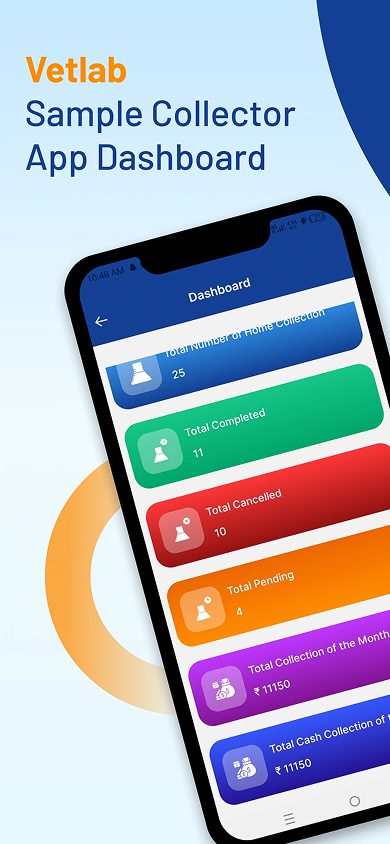 Vetlab
Sample Collector
App Dashboard
10:48 AM
Dashboard
Total Number of Home Collection
25
Total Completed
11
Total Cancelled
10
Total Pending
4
Total Collection of the Month
₹ 11150
Total Cash Collection of
₹ 11150